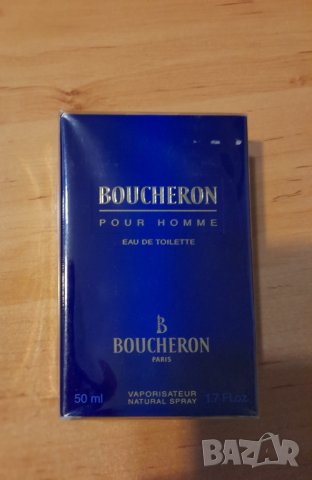 BOUCHERON
POUR HOMME
EAU DE TOILETTE
B
BOUCHERON
PARIS
50 ml VAPORISATEUR 1.7 Fl.oz.
NATURAL SPRAY
BAZAR